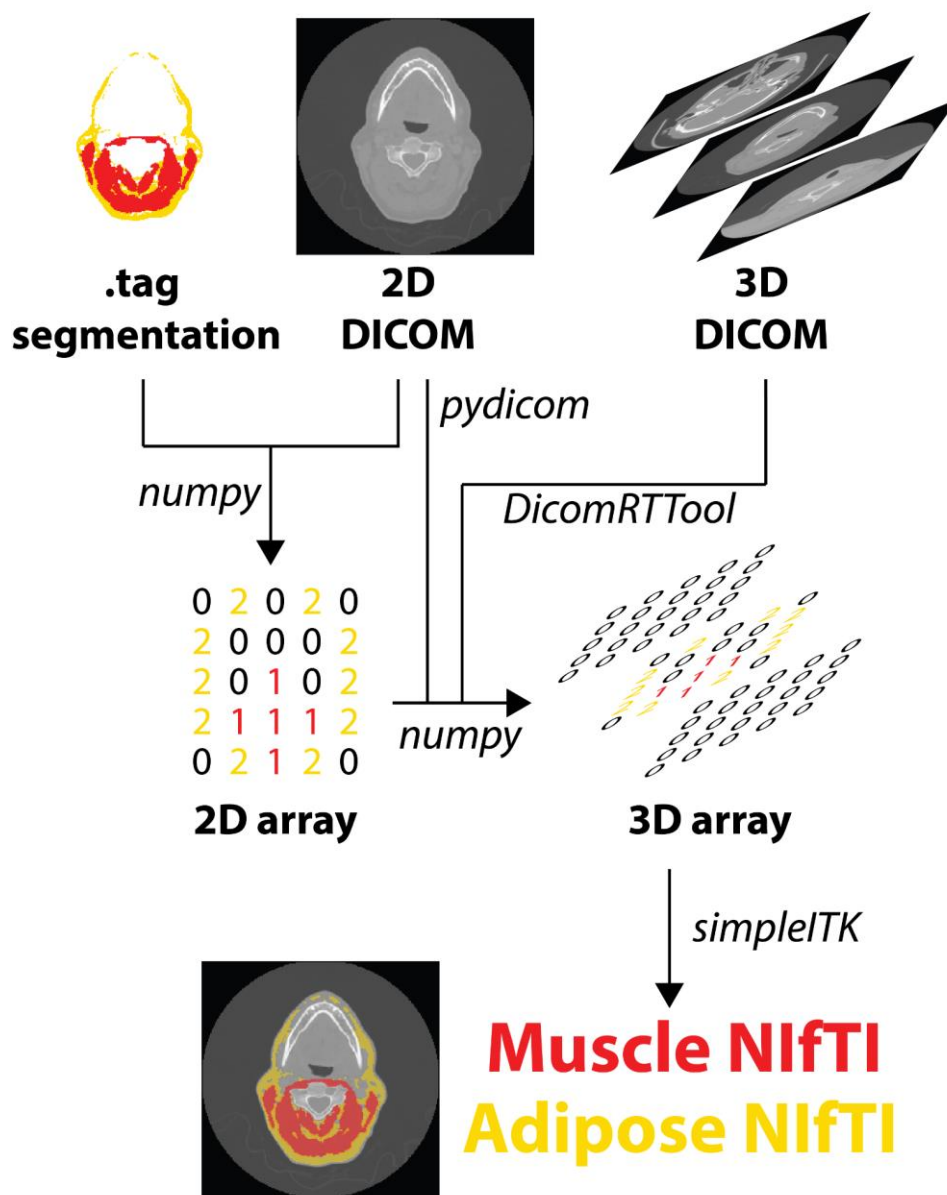 .tag
segmentation
2D
DICOM
3D
DICOM
pydicom
numpy
DicomRTTool
0 2 0 2 0
2 0 0 0 2
2 0 1 0 2
2 1 1 1 2
0 2 1 2 0
numpy
2D array
3D array
simpleITK
Muscle NIfTI
Adipose NIfTI